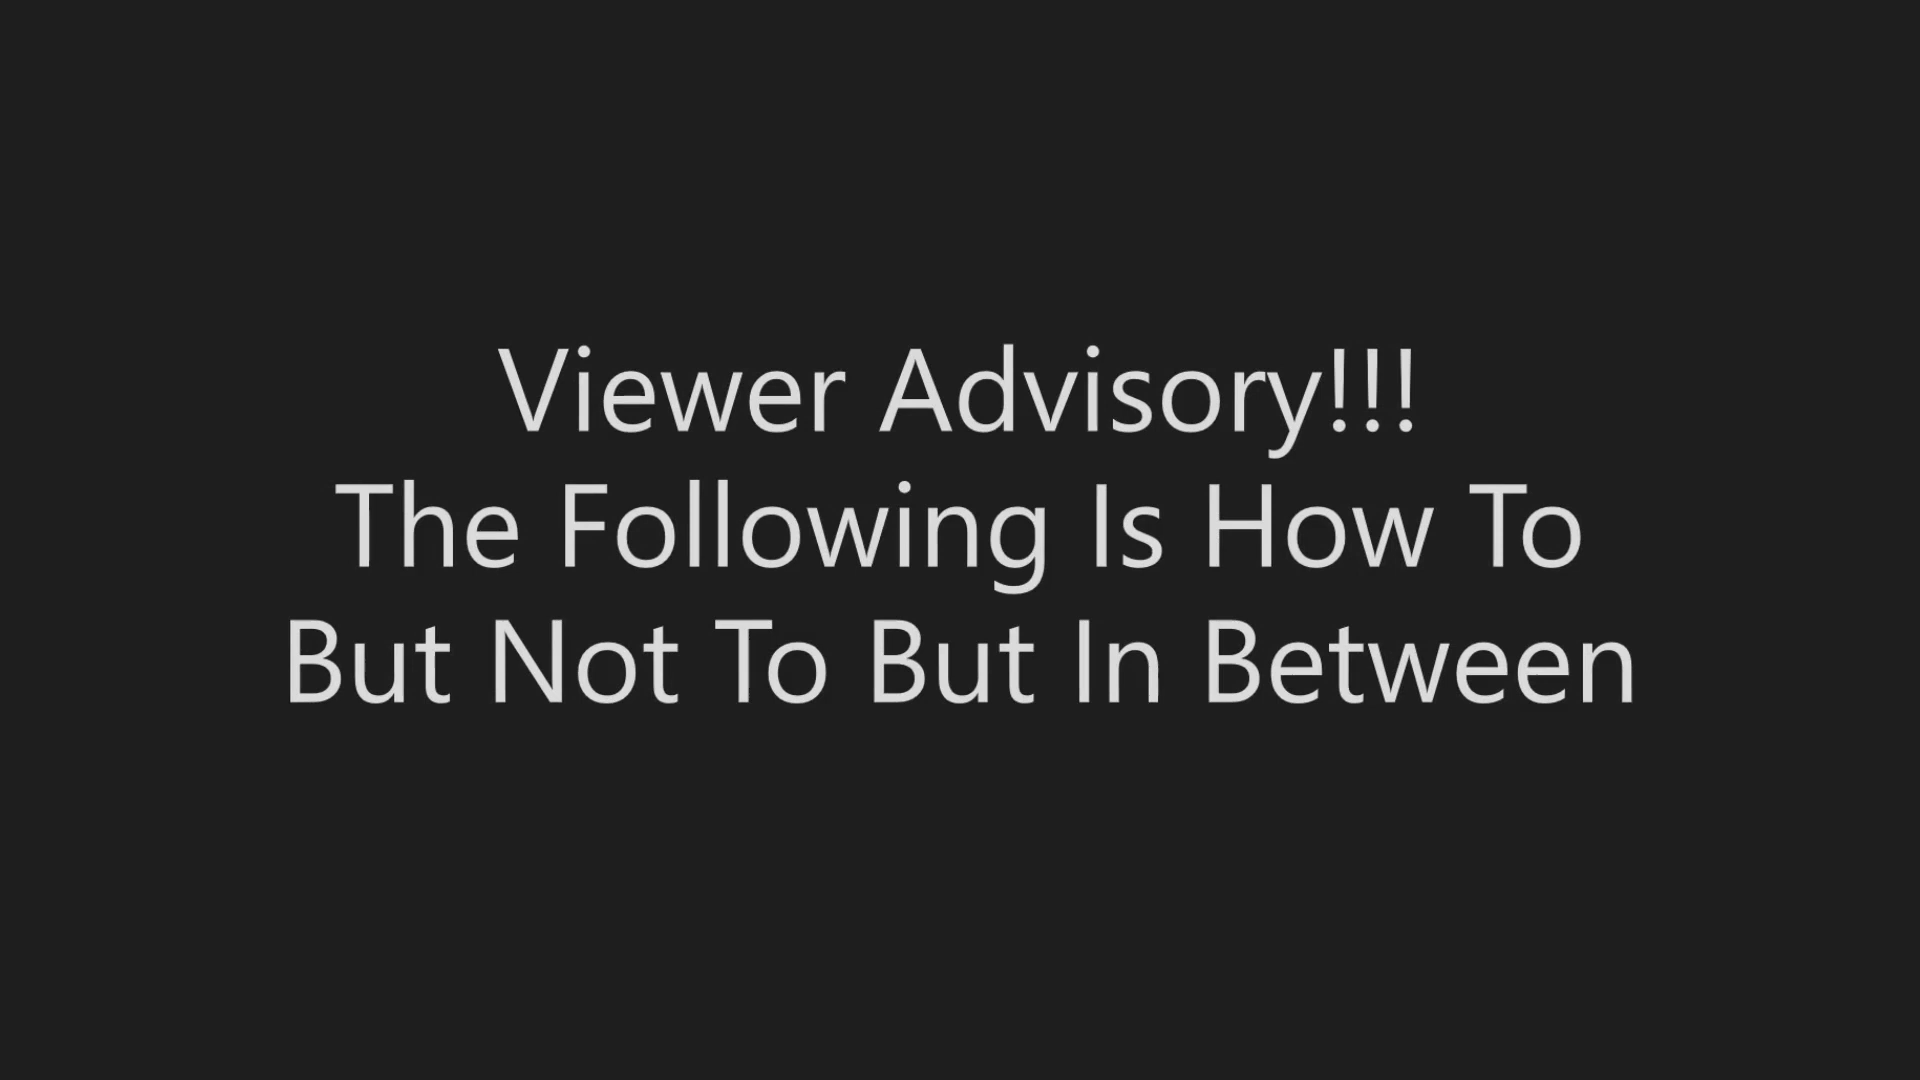 Viewer Advisory!!!
The Following Is How To
But Not To But In Between